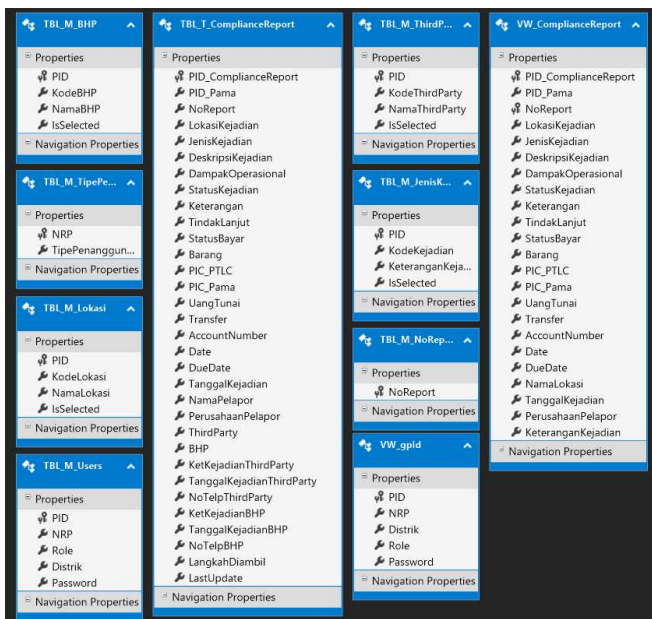 TBL_M_BHP
Properties
PID
KodeBHP
NamaBHP
IsSelected
Navigation Properties
TBL_M_TipePe...
Properties
NRP
TipePenanggun...
Navigation Properties
TBL_M_Lokasi
Properties
PID
KodeLokasi
NamaLokasi
IsSelected
Navigation Properties
TBL_M_Users
Properties
PID
NRP
Role
Distrik
Password
Navigation Properties
TBL_T_ComplianceReport
Properties
PID_ComplianceReport
PID_Pama
NoReport
LokasiKejadian
JenisKejadian
DeskripsiKejadian
DampakOperasional
StatusKejadian
Keterangan
TindakLanjut
StatusBayar
Barang
PIC_PTLC
PIC_Pama
UangTunai
Transfer
AccountNumber
Date
DueDate
TanggalKejadian
NamaPelapor
PerusahaanPelapor
ThirdParty
BHP
KetKejadianThirdParty
TanggalKejadianThirdParty
NoTelpThirdParty
KetKejadianBHP
TanggalKejadianBHP
NoTelpBHP
LangkahDiambil
LastUpdate
Navigation Properties
TBL_M_ThirdP...
Properties
PID
KodeThirdParty
NamaThirdParty
IsSelected
Navigation Properties
TBL_M_JenisK...
Properties
PID
KodeKejadian
KeteranganKeja...
IsSelected
Navigation Properties
TBL_M_NoRep...
Properties
NoReport
Navigation Properties
VW_gpId
Properties
PID
NRP
Distrik
Role
Password
Navigation Properties
VW_ComplianceReport
Properties
PID_ComplianceReport
PID_Pama
NoReport
LokasiKejadian
JenisKejadian
DeskripsiKejadian
DampakOperasional
StatusKejadian
Keterangan
TindakLanjut
StatusBayar
Barang
PIC_PTLC
PIC_Pama
UangTunai
Transfer
AccountNumber
Date
DueDate
NamaLokasi
TanggalKejadian
PerusahaanPelapor
KeteranganKejadian
Navigation Properties